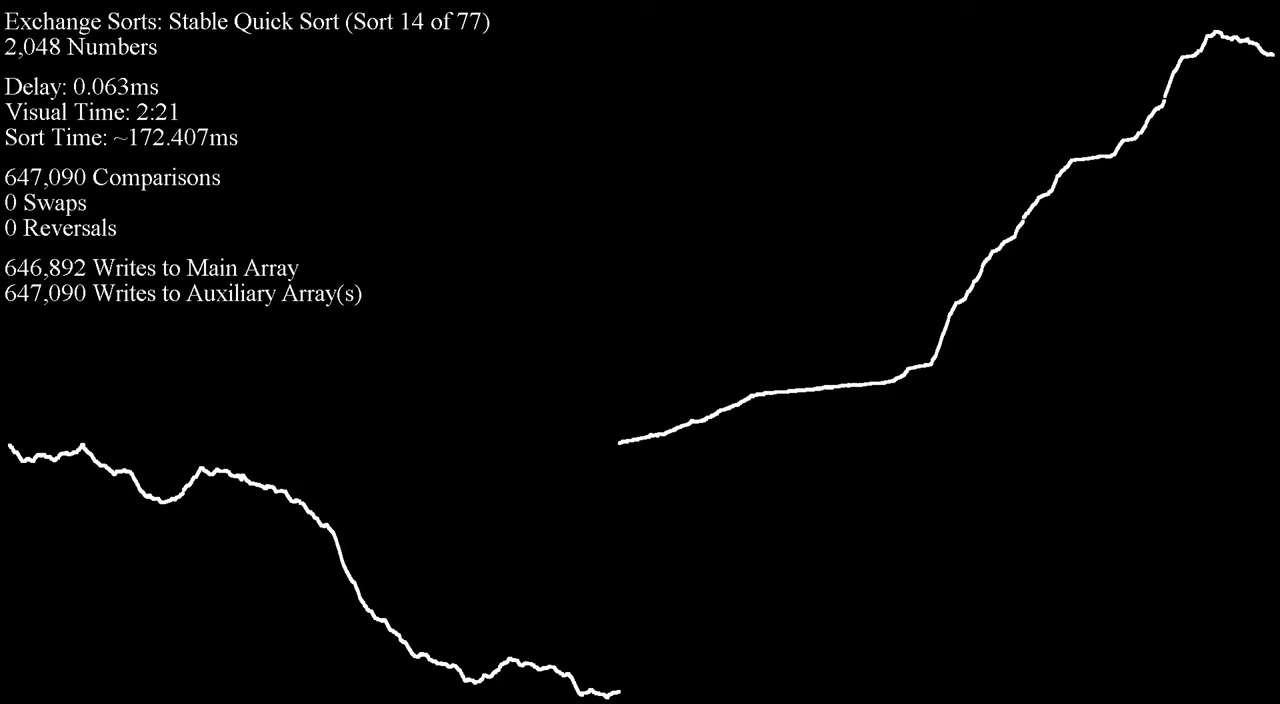 Exchange Sorts: Stable Quick Sort (Sort 14 of 77)
2,048 Numbers
Delay: 0.063ms
Visual Time: 2:21
Sort Time: ~172.407ms
647,090 Comparisons
0 Swaps
0 Reversals
646,892 Writes to Main Array
647,090 Writes to Auxiliary Array(s)